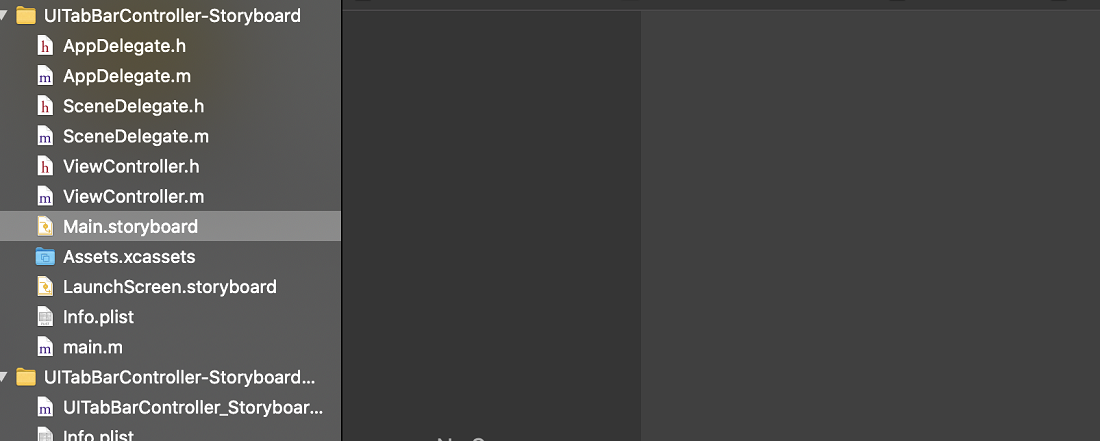 UITabBarController-Storyboard
h AppDelegate.h
m AppDelegate.m
h SceneDelegate.h
m SceneDelegate.m
h ViewController.h
m ViewController.m
Main.storyboard
Assets.xcassets
LaunchScreen.storyboard
Info.plist
m main.m
UITabBarController-Storyboard...
m UITabBarController_Storyboar...
Info.plist